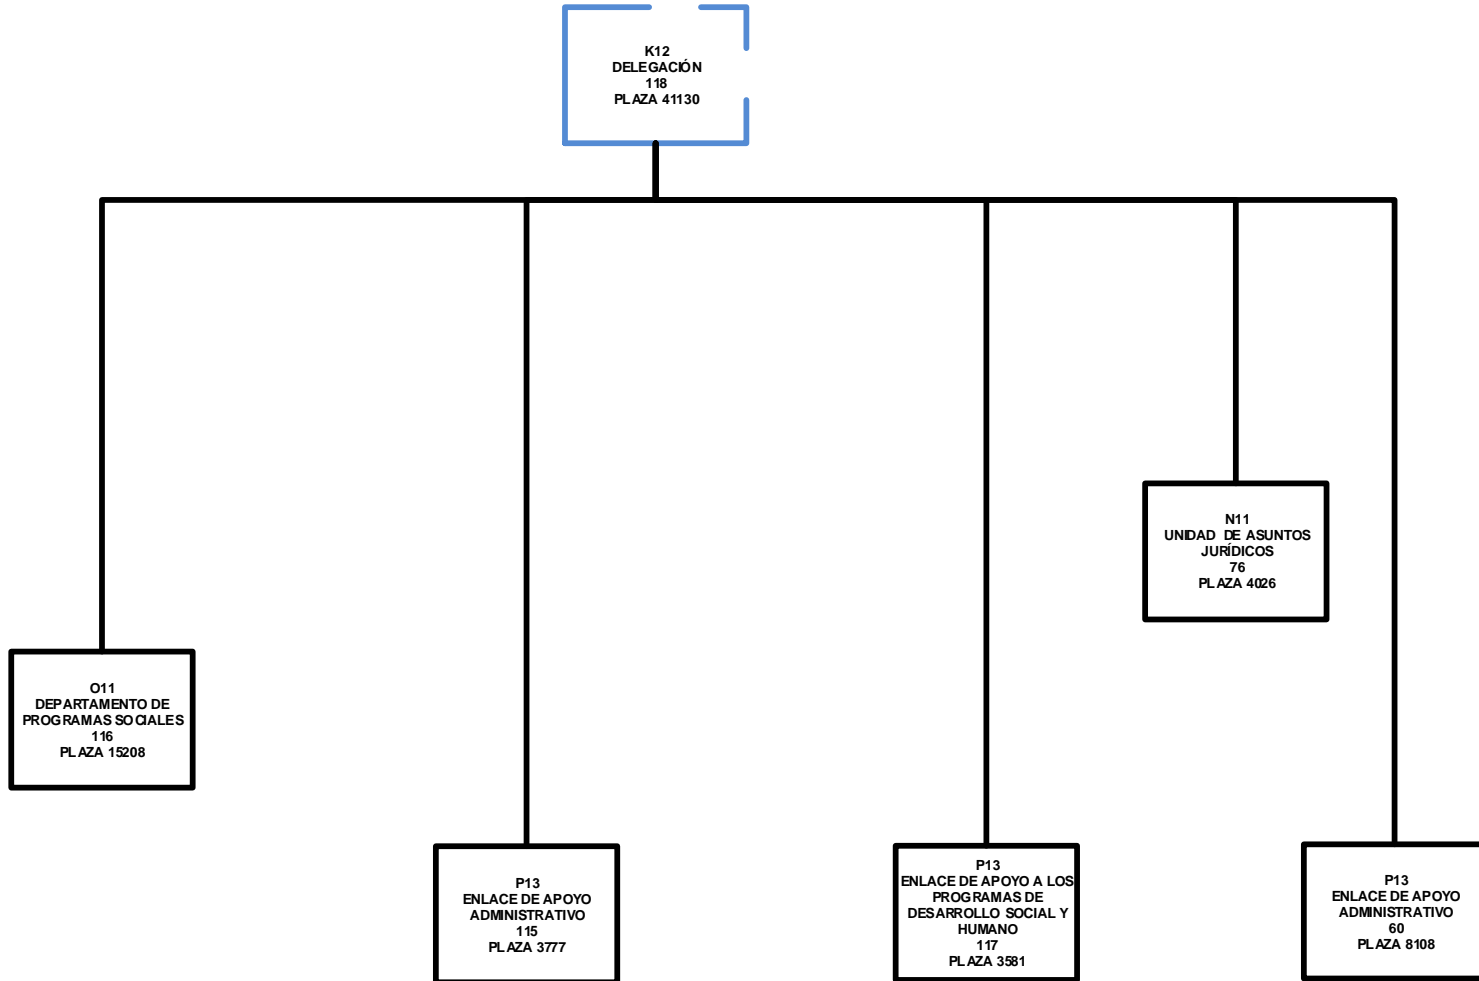 K12
DELEGACIÓN
118
PLAZA 41130
N11
UNIDAD DE ASUNTOS
JURÍDICOS
76
PLAZA 4026
O11
DEPARTAMENTO DE
PROGRAMAS SOCIALES
116
PLAZA 15208
P13
ENLACE DE APOYO
ADMINISTRATIVO
115
PLAZA 3777
P13
ENLACE DE APOYO A LOS
PROGRAMAS DE
DESARROLLO SOCIAL Y
HUMANO
117
PLAZA 3581
P13
ENLACE DE APOYO
ADMINISTRATIVO
60
PLAZA 8108